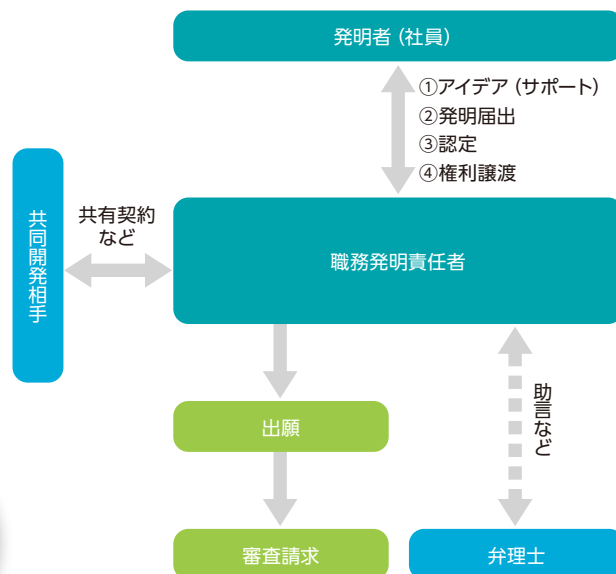 発明者（社員）
①アイデア（サポート）
②発明届出
③認定
④権利譲渡
共同開発相手
共有契約
など
職務発明責任者
出願
助言など
審査請求
弁理士